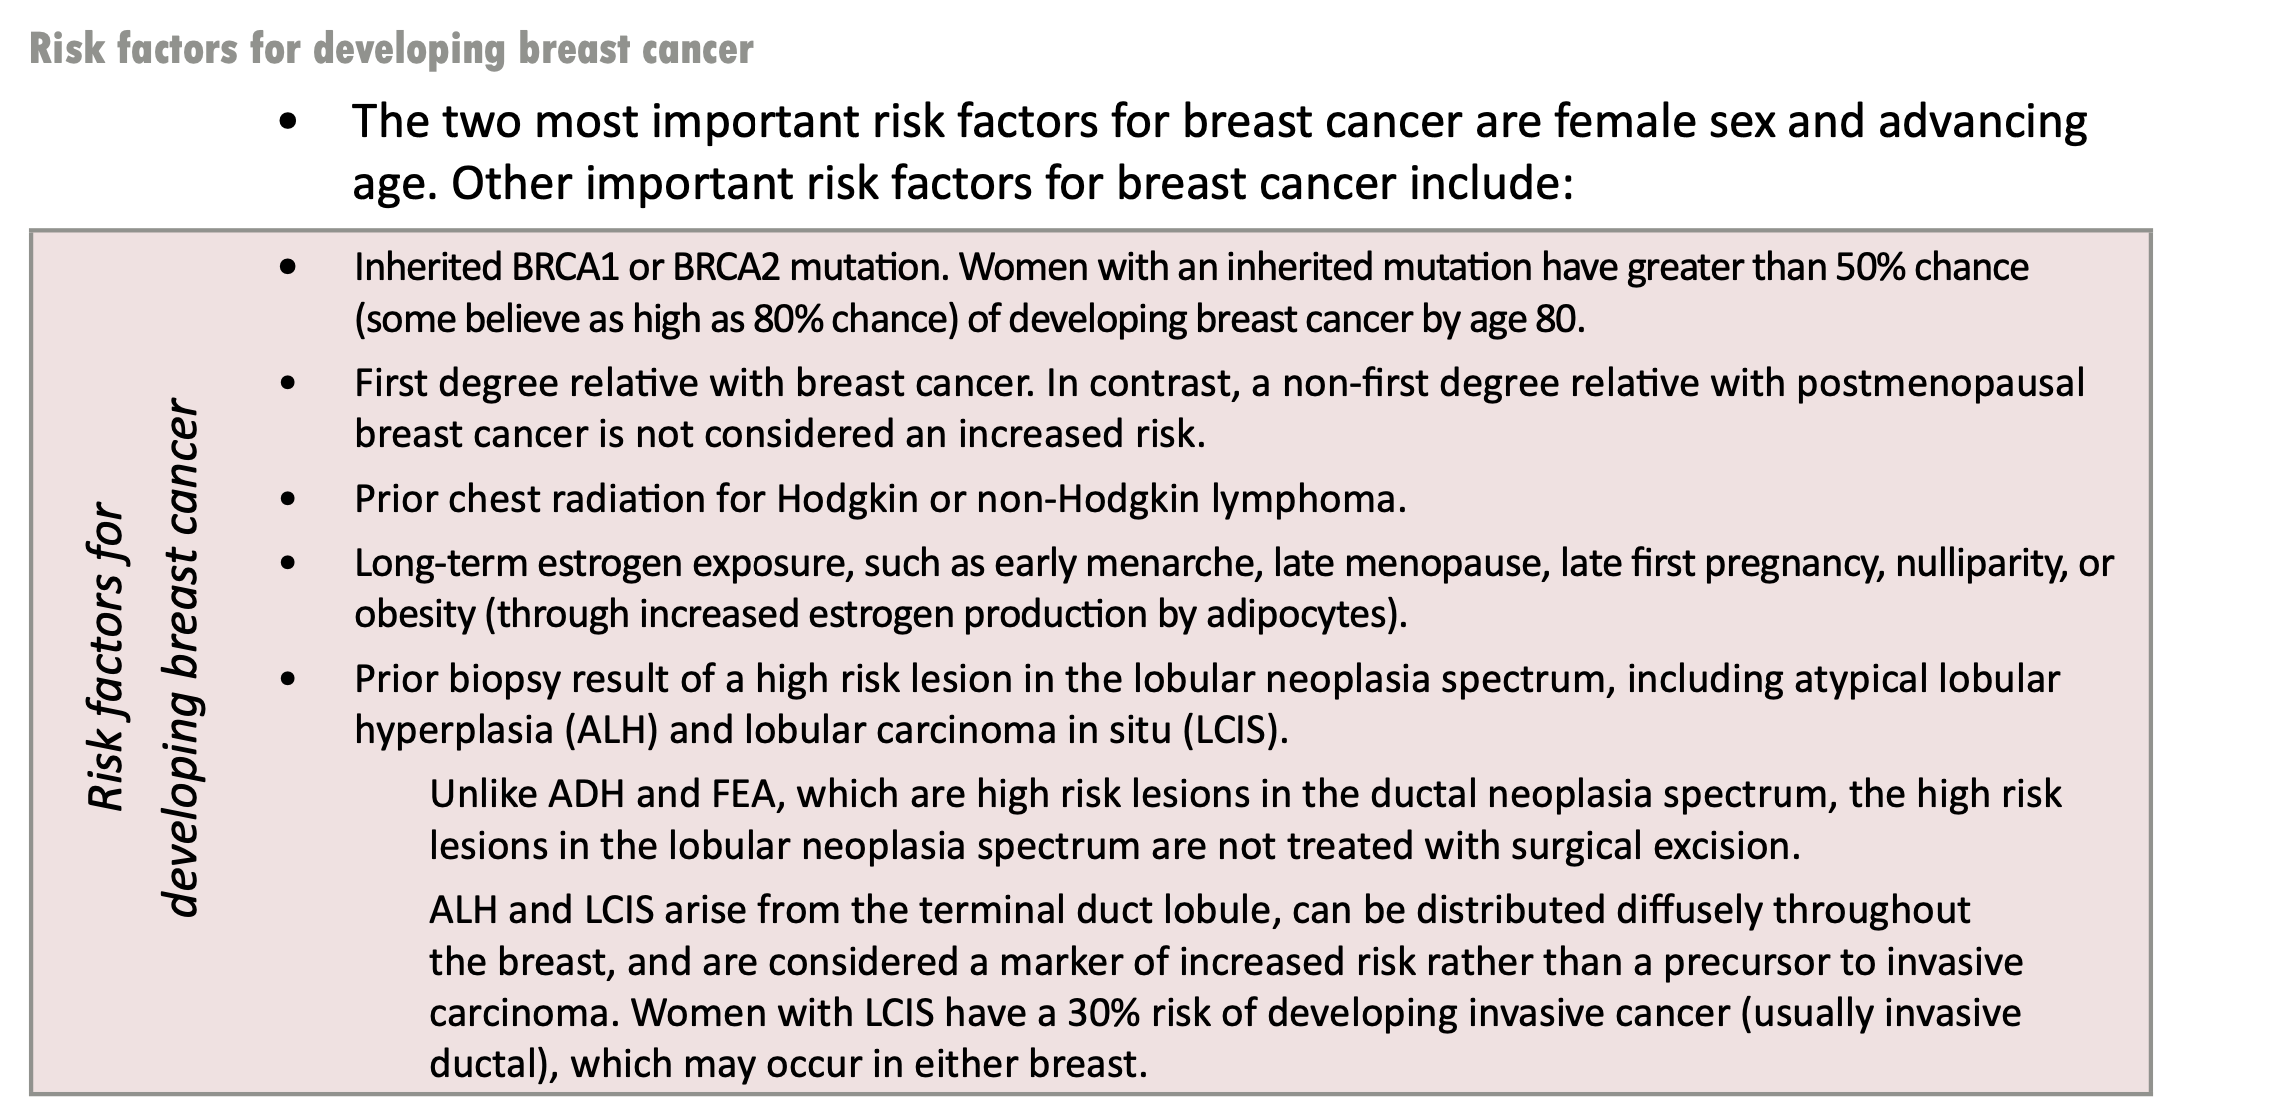 Risk factors for developing breast cancer
• The two most important risk factors for breast cancer are female sex and advancing
age. Other important risk factors for breast cancer include:
Risk factors for
developing breast cancer
• Inherited BRCA1 or BRCA2 mutation. Women with an inherited mutation have greater than 50% chance
(some believe as high as 80% chance) of developing breast cancer by age 80.
• First degree relative with breast cancer. In contrast, a non-first degree relative with postmenopausal
breast cancer is not considered an increased risk.
• Prior chest radiation for Hodgkin or non-Hodgkin lymphoma.
• Long-term estrogen exposure, such as early menarche, late menopause, late first pregnancy, nulliparity, or
obesity (through increased estrogen production by adipocytes).
• Prior biopsy result of a high risk lesion in the lobular neoplasia spectrum, including atypical lobular
hyperplasia (ALH) and lobular carcinoma in situ (LCIS).
Unlike ADH and FEA, which are high risk lesions in the ductal neoplasia spectrum, the high risk
lesions in the lobular neoplasia spectrum are not treated with surgical excision.
ALH and LCIS arise from the terminal duct lobule, can be distributed diffusely throughout
the breast, and are considered a marker of increased risk rather than a precursor to invasive
carcinoma. Women with LCIS have a 30% risk of developing invasive cancer (usually invasive
ductal), which may occur in either breast.